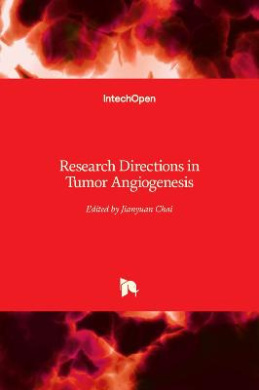 IntechOpen
Research Directions in
Tumor Angiogenesis
Edited by Jianyuan Chai